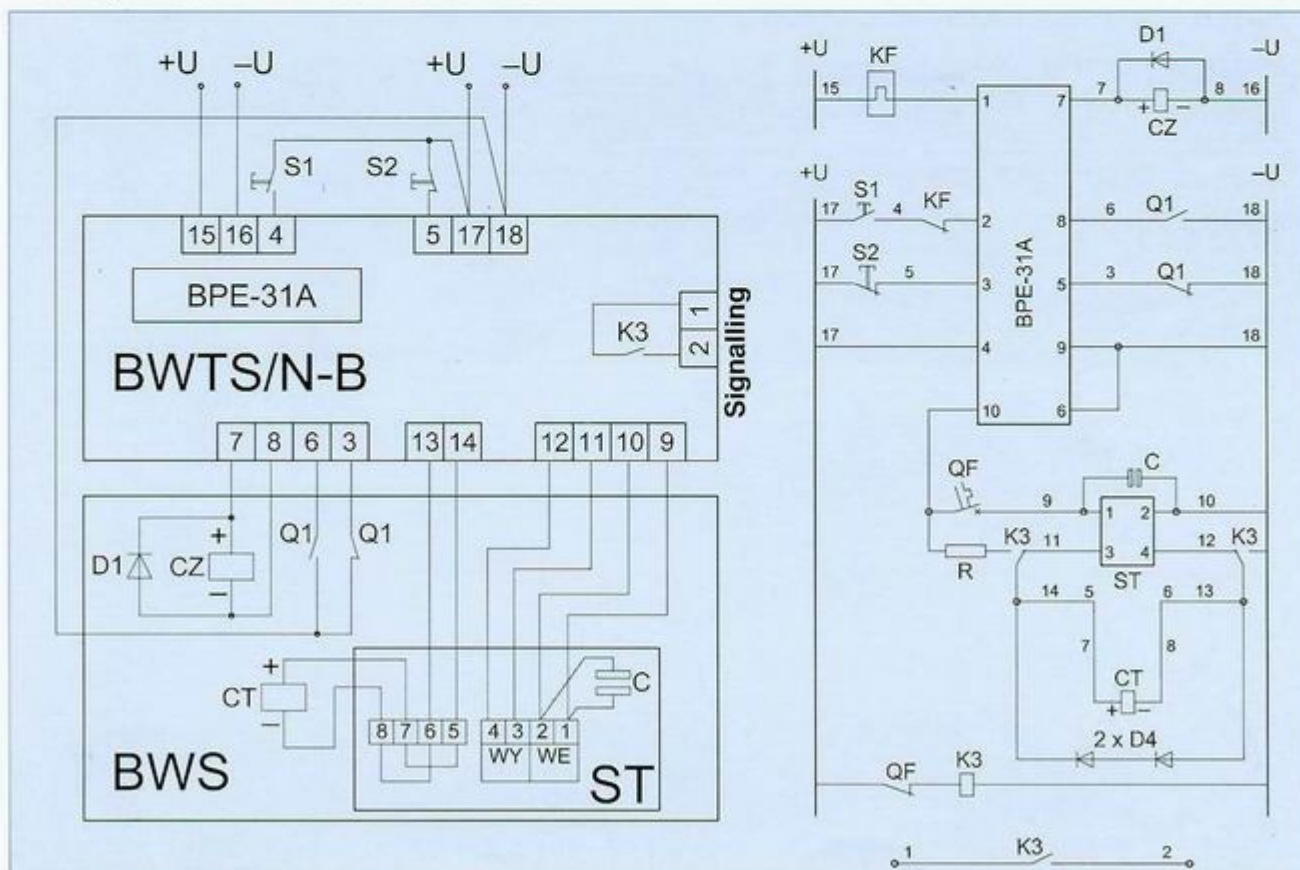 +U –U +U –U
S1 S2
15 16 4 5 17 18
BPE-31A
BWTS/N-B
K3
1
2
Signalling
7 8 6 3 13 14 12 11 10 9
D1 + CZ – Q1 Q1
+
CT
–
C
8 7 6 5 4 3 2 1
WY WE
BWS
ST
+U KF D1 –U
15 1 7 7 8 16
+ CZ –
+U –U
17 S1 4 KF 2 8 6 Q1 18
17 S2 5 3 5 3 Q1 18
17 4 9 18
10 6
BPE-31A
QF 9 C 1 2 10
R K3 11 3 4 12 K3
ST
14 5 6 13
7 8
CT
+ –
2 x D4
QF K3
1 K3 2